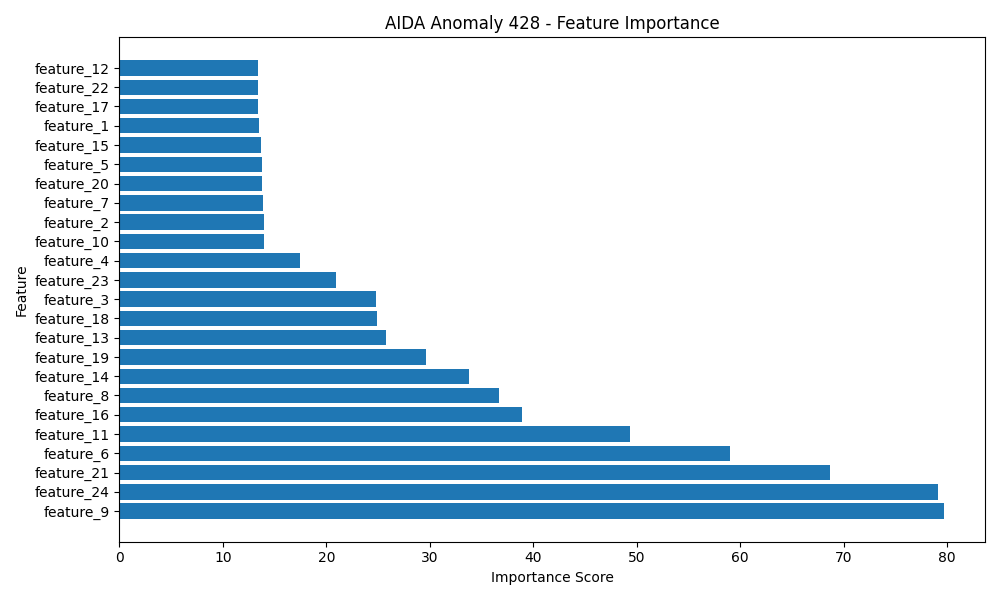 AIDA Anomaly 428 - Feature Importance
feature_12
feature_22
feature_17
feature_1
feature_15
feature_5
feature_20
feature_7
feature_2
feature_10
feature_4
feature_23
feature_3
feature_18
feature_13
feature_19
feature_14
feature_8
feature_16
feature_11
feature_6
feature_21
feature_24
feature_9
Feature
0 10 20 30 40 50 60 70 80
Importance Score